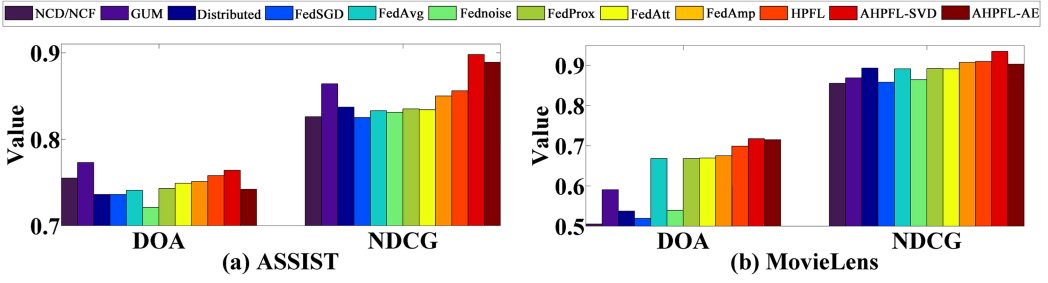 NCD/NCF GUM Distributed FedSGD FedAvg Fednoise FedProx FedAtt FedAmp HPFL AHPFL-SVD AHPFL-AE
Value
0.9
0.8
0.7
DOA NDCG
(a) ASSIST
Value
0.9
0.8
0.7
0.6
0.5
DOA NDCG
(b) MovieLens